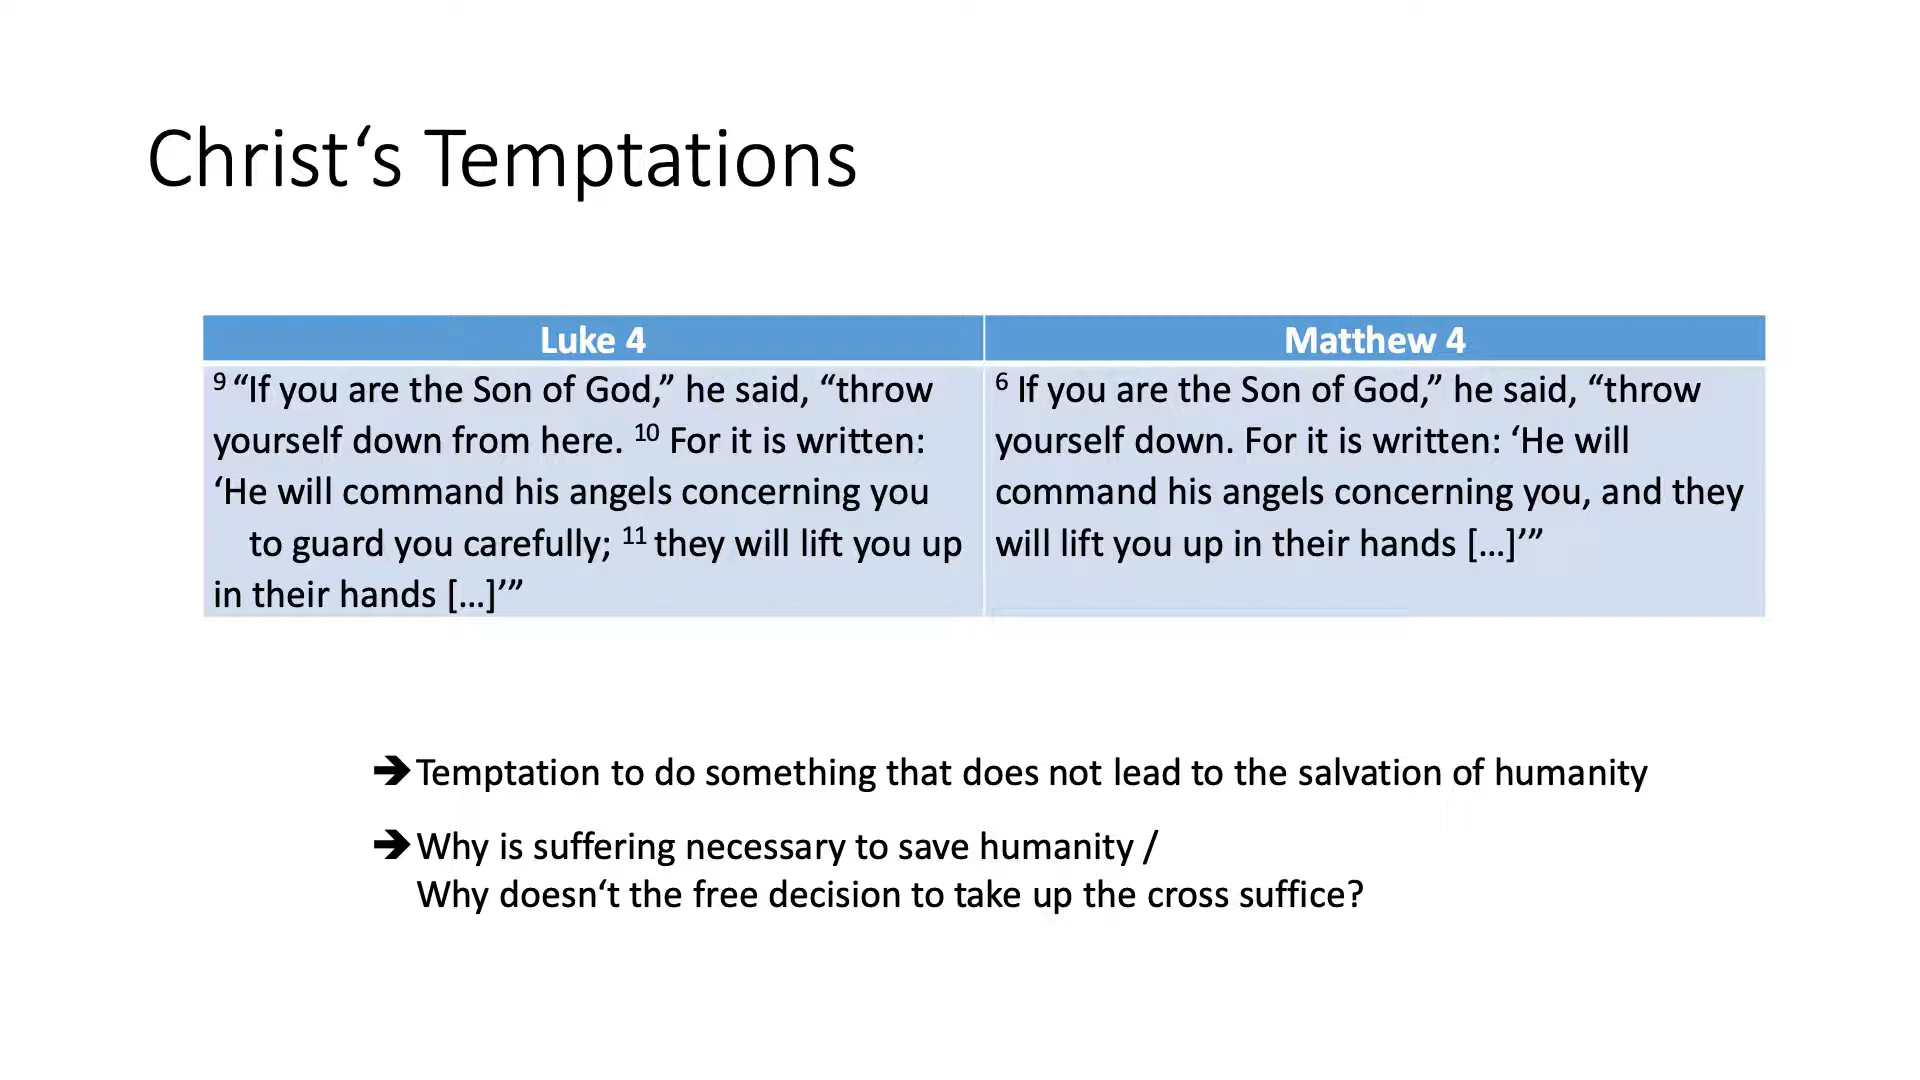 Christ‘s Temptations
Luke 4
9 “If you are the Son of God,” he said, “throw
yourself down from here. 10 For it is written:
‘He will command his angels concerning you
to guard you carefully; 11 they will lift you up
in their hands [...]’”
Matthew 4
6 If you are the Son of God,” he said, “throw
yourself down. For it is written: ‘He will
command his angels concerning you, and they
will lift you up in their hands [...]’”
➔ Temptation to do something that does not lead to the salvation of humanity
➔ Why is suffering necessary to save humanity /
Why doesn‘t the free decision to take up the cross suffice?